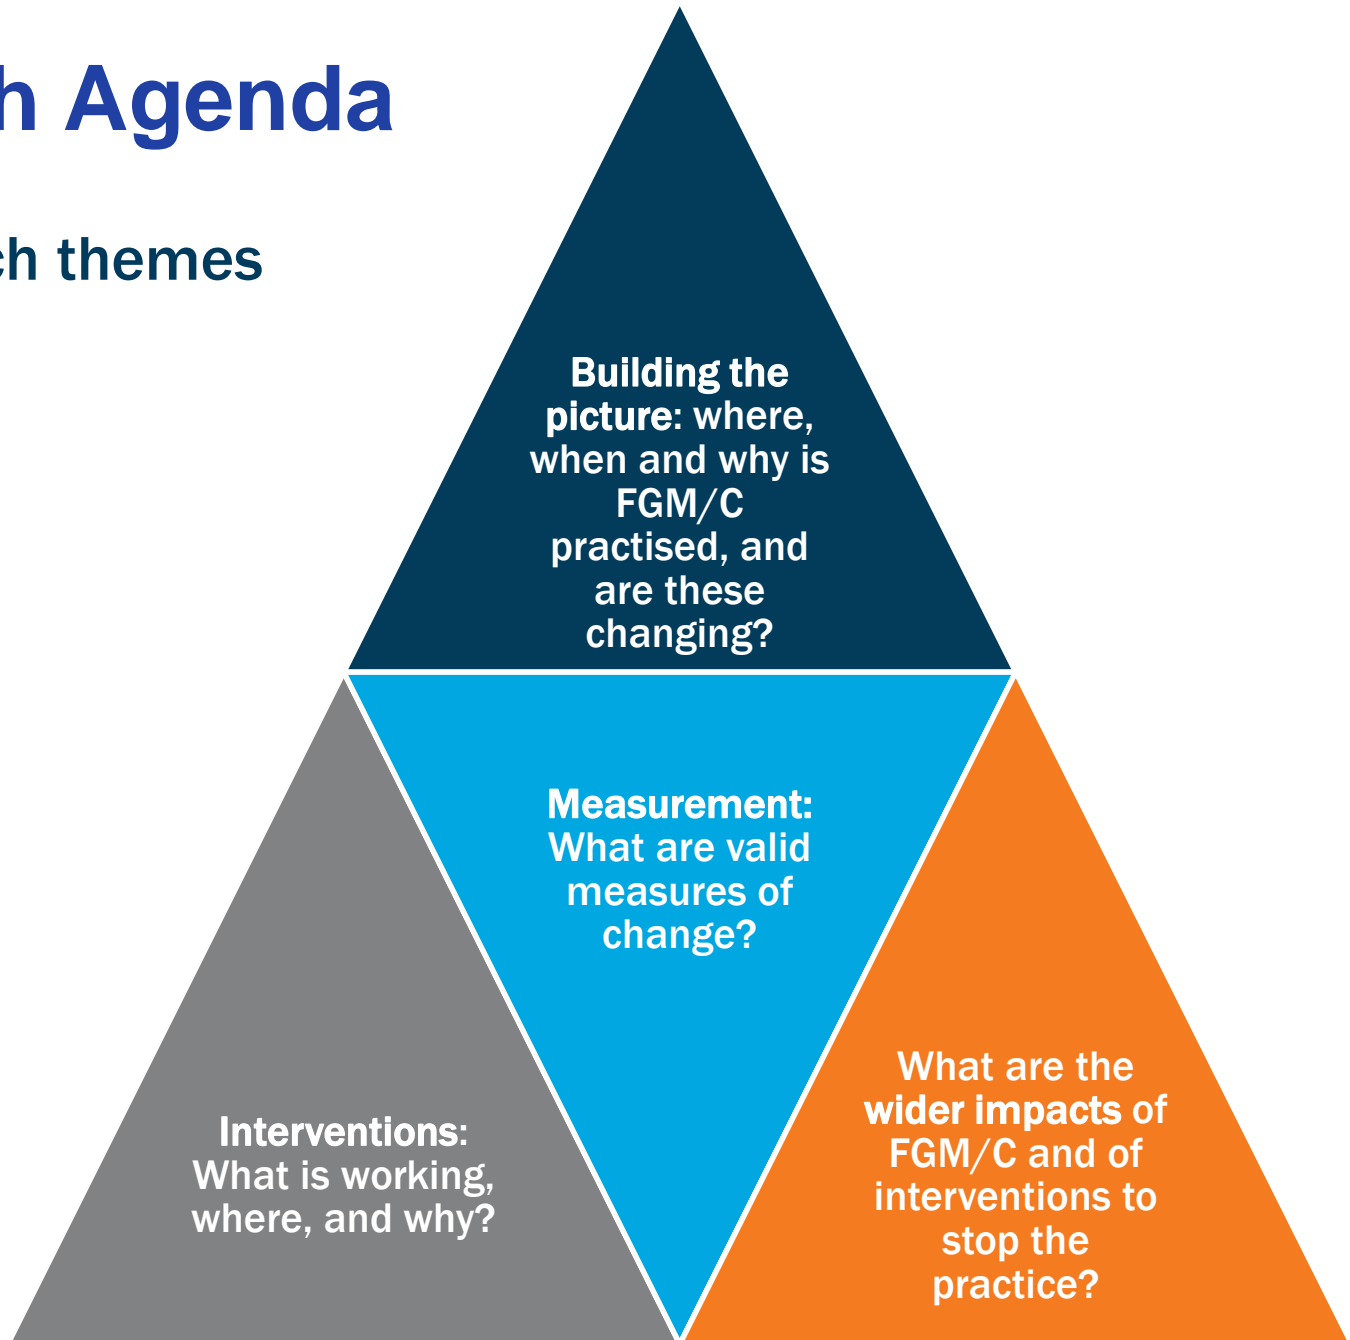 h Agenda
ch themes
Building the
picture: where,
when and why is
FGM/C
practised, and
are these
changing?
Measurement:
What are valid
measures of
change?
Interventions:
What is working,
where, and why?
What are the
wider impacts of
FGM/C and of
interventions to
stop the
practice?